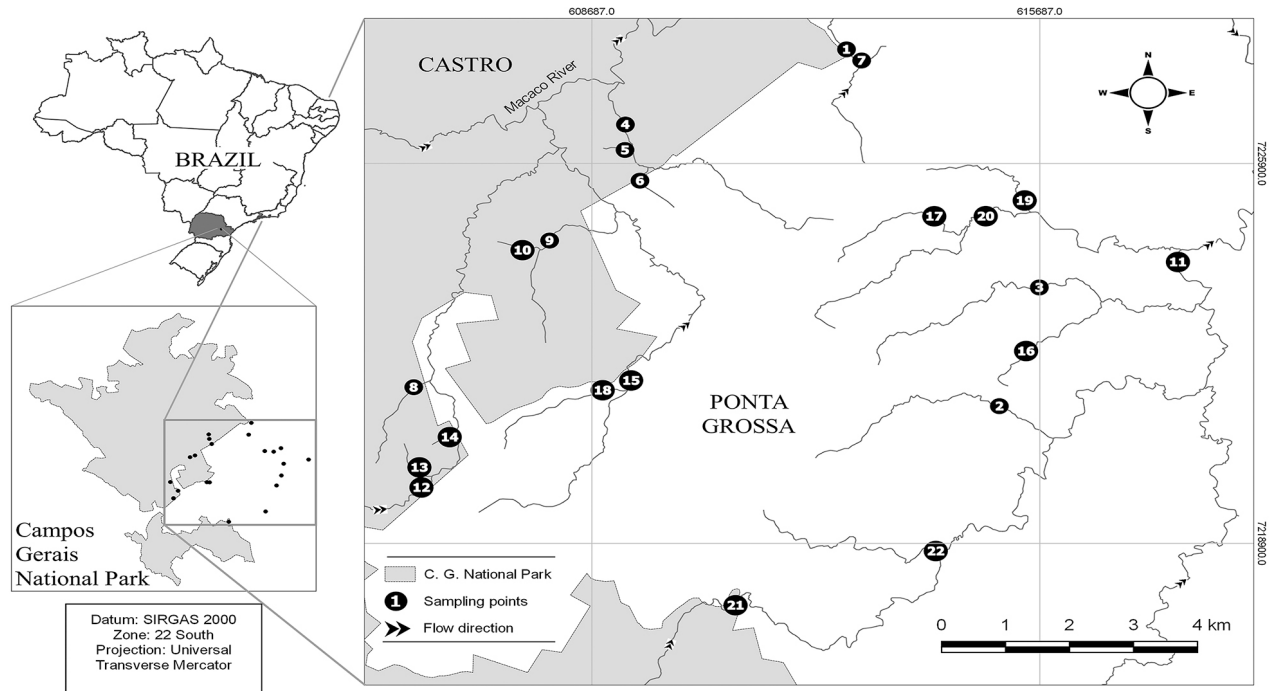 608687.0
615687.0
CASTRO
Macaco River
1
7
N
W
E
S
4
5
6
7225900.0
BRAZIL
17
20
19
10
9
11
3
16
8
18
15
PONTA
GROSSA
2
14
13
12
Campos
Gerais
National Park
22
7218900.0
C. G. National Park
1
Sampling points
Flow direction
21
0
1
2
3
4 km
Datum: SIRGAS 2000
Zone: 22 South
Projection: Universal
Transverse Mercator